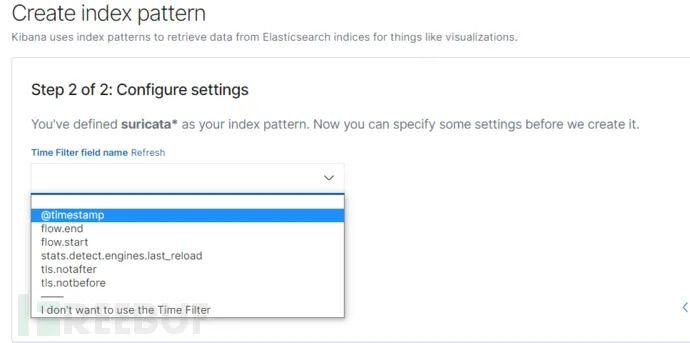 Create index pattern
Kibana uses index patterns to retrieve data from Elasticsearch indices for things like visualizations.
Step 2 of 2: Configure settings
You've defined suricata* as your index pattern. Now you can specify some settings before we create it.
Time Filter field name Refresh
@timestamp
flow.end
flow.start
stats.detect.engines.last_reload
tls.notafter
tls.notbefore
I don't want to use the Time Filter
REEBUF